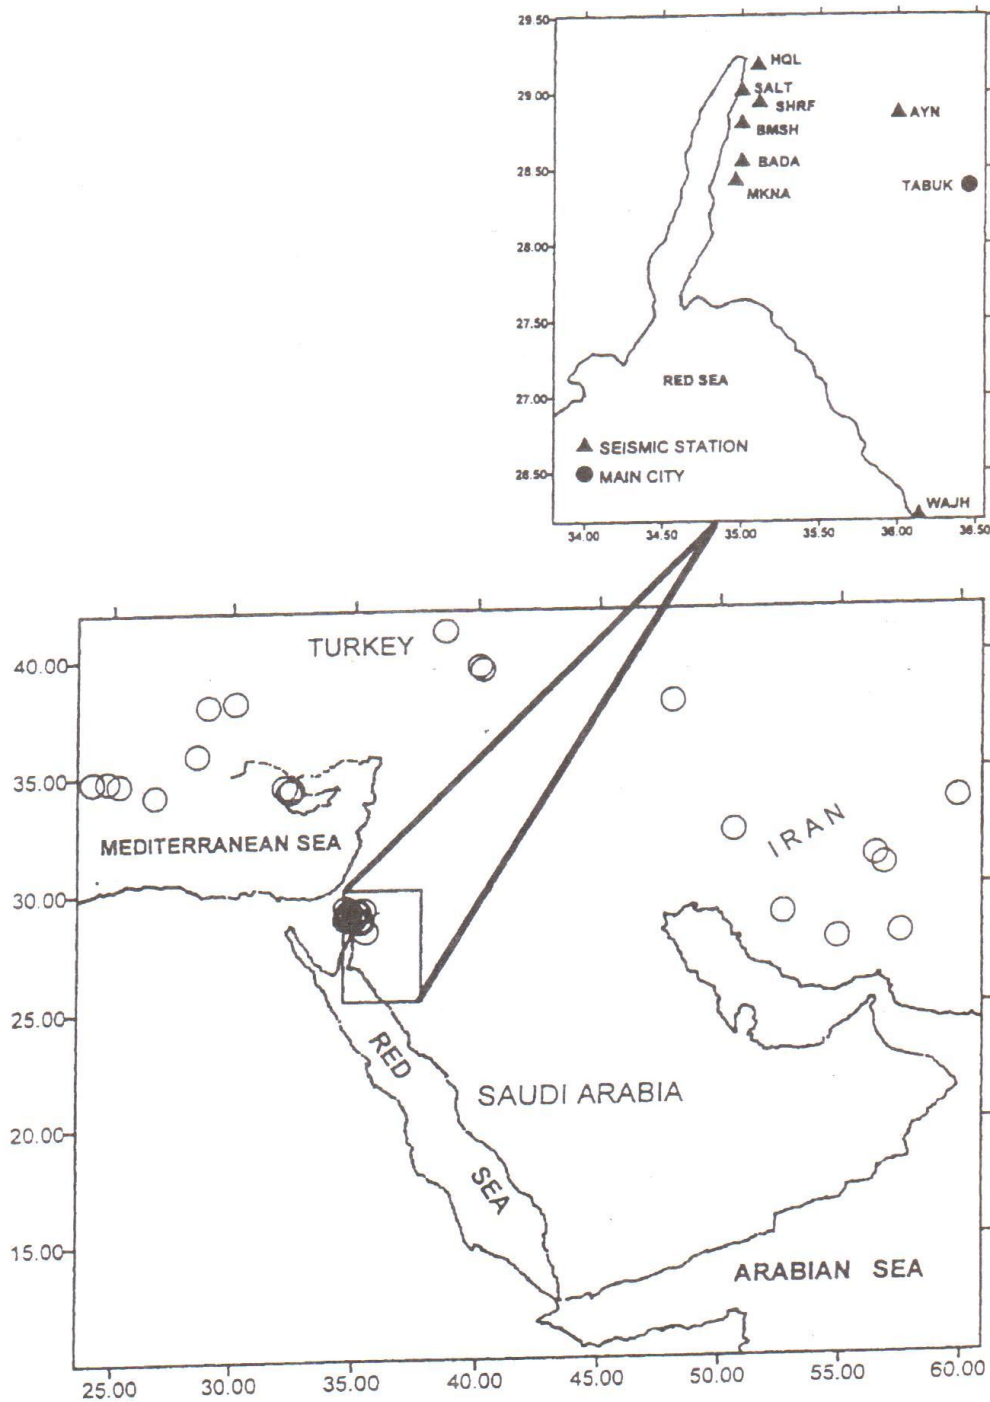 29.50
HQL
29.00
SALT
SHRF
AYN
BMSH
28.50
BADA
TABUK
MKNA
28.00
27.50
27.00
RED SEA
SEISMIC STATION
26.50
MAIN CITY
WAJH
34.00 34.50 35.00 35.50 36.00 36.50
TURKEY
40.00
35.00
IRAN
MEDITERRANEAN SEA
30.00
25.00
RED
SAUDI ARABIA
20.00
SEA
15.00
ARABIAN SEA
25.00 30.00 35.00 40.00 45.00 50.00 55.00 60.00